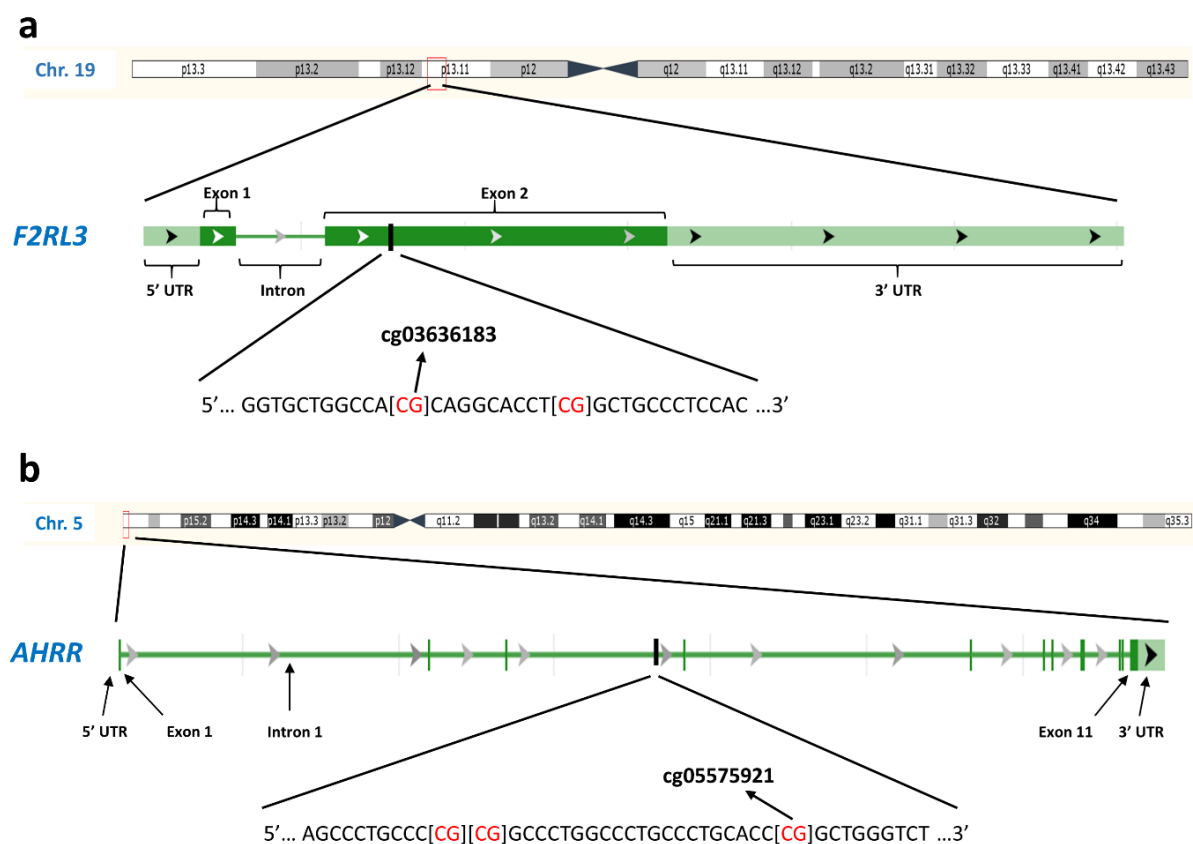 a
Chr. 19
p13.3 p13.2 p13.12 p13.11 p12 q12 q13.11 q13.12 q13.2 q13.31 q13.32 q13.33 q13.41 q13.42 q13.43
Exon 1
Exon 2
F2RL3
5' UTR
Intron
3' UTR
cg03636183
5'... GGTGCTGGCCA[CG]CAGGCACCT[CG]GCTGCCCTCCAC ...3'
b
Chr. 5
p15.2 p14.3 p14.1 p13.3 p13.2 p12 q11.2 q13.2 q14.1 q14.3 q15 q21.1 q21.3 q23.1 q23.2 q31.1 q31.3 q32 q34 q35.3
AHRR
5' UTR
Exon 1
Intron 1
Exon 11
3' UTR
cg05575921
5'... AGCCCTGCCC[CG][CG]GCCCTGGCCCTGCCCTGCACC[CG]GCTGGGTCT ...3'